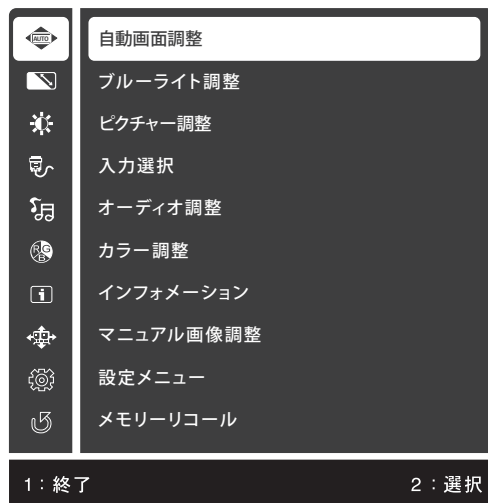 AUTO 自動画面調整
ブルーライト調整
ピクチャー調整
入力選択
オーディオ調整
RGB カラー調整
i インフォメーション
マニュアル画像調整
設定メニュー
メモリーリコール
1：終了 2：選択